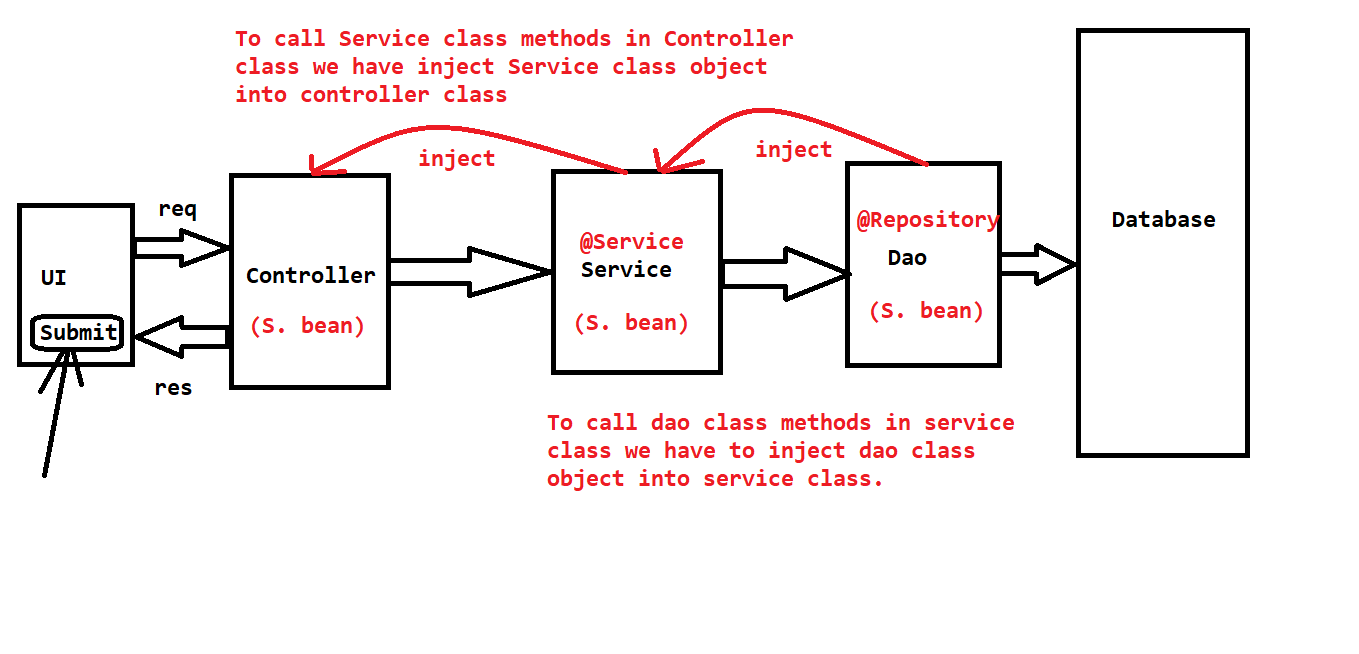 To call Service class methods in Controller
class we have inject Service class object
into controller class
inject
inject
req
UI
Submit
res
Controller
(S. bean)
@Service
Service
(S. bean)
@Repository
Dao
(S. bean)
Database
To call dao class methods in service
class we have to inject dao class
object into service class.